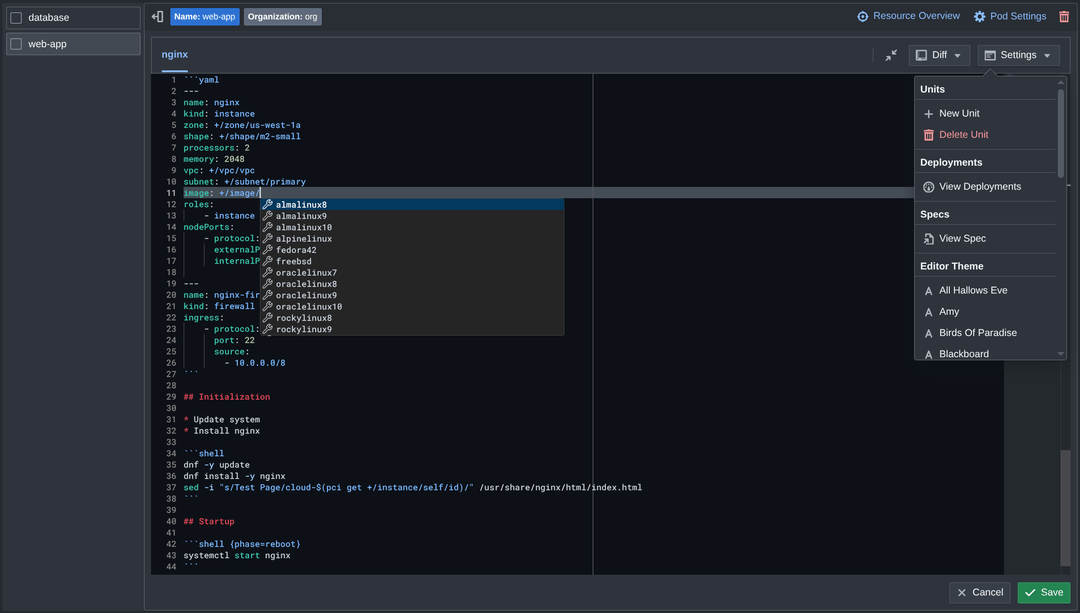 database
web-app
Name: web-app
Organization: org
Resource Overview
Pod Settings
nginx
Diff
Settings
1 ```yaml
2 ---
3 name: nginx
4 kind: instance
5 zone: +/zone/us-west-1a
6 shape: +/shape/m2-small
7 processors: 2
8 memory: 2048
9 vpc: +/vpc/vpc
10 subnet: +/subnet/primary
11 image: +/image/
12 roles:
13 - instance
14 nodePorts:
15 - protocol:
16 externalP
17 internalP
18
19 ---
20 name: nginx-fir
21 kind: firewall
22 ingress:
23 - protocol:
24 port: 22
25 source:
26 - 10.0.0.0/8
27 ```
28
29 ## Initialization
30
31 * Update system
32 * Install nginx
33
34 ```shell
35 dnf -y update
36 dnf install -y nginx
37 sed -i "s/Test Page/cloud-$(pci get +/instance/self/id)/" /usr/share/nginx/html/index.html
38 ```
39
40 ## Startup
41
42 ```shell {phase=reboot}
43 systemctl start nginx
44 ```
almalinux8
almalinux9
almalinux10
alpinelinux
fedora42
freebsd
oraclelinux7
oraclelinux8
oraclelinux9
oraclelinux10
rockylinux8
rockylinux9
Units
New Unit
Delete Unit
Deployments
View Deployments
Specs
View Spec
Editor Theme
All Hallows Eve
Amy
Birds Of Paradise
Blackboard
Cancel
Save